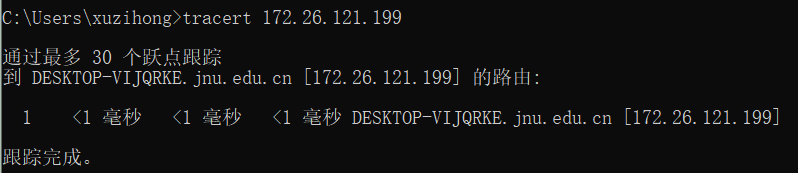 C:\Users\xuzihong>tracert 172.26.121.199
通过最多 30 个跃点跟踪
到 DESKTOP-VIJQRKE.jnu.edu.cn [172.26.121.199] 的路由:
1 <1 毫秒 <1 毫秒 <1 毫秒 DESKTOP-VIJQRKE.jnu.edu.cn [172.26.121.199]
跟踪完成。